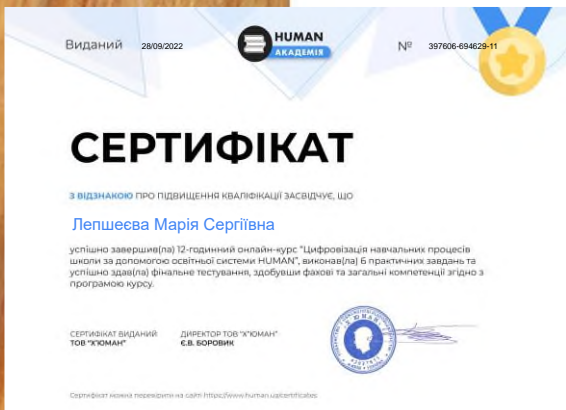 Виданий 28/09/2022 HUMAN АКАДЕМІЯ № 397606-694629-11
СЕРТИФІКАТ
З ВІДЗНАКОЮ ПРО ПІДВИЩЕННЯ КВАЛІФІКАЦІЇ ЗАСВІДЧУЄ, ЩО
Лепшеєва Марія Сергіївна
успішно завершив(ла) 12-годинний онлайн-курс "Цифровізація навчальних процесів
школи за допомогою освітньої системи HUMAN", виконав(ла) 6 практичних завдань та
успішно здав(ла) фінальне тестування, здобувши фахові та загальні компетенції згідно з
програмою курсу.
СЕРТИФІКАТ ВИДАНИЙ ДИРЕКТОР ТОВ "Х'ЮМАН"
ТОВ "Х'ЮМАН" Є.В. БОРОВИК
Сертифікат можна перевірити на сайті https://www.human.ua/certificates